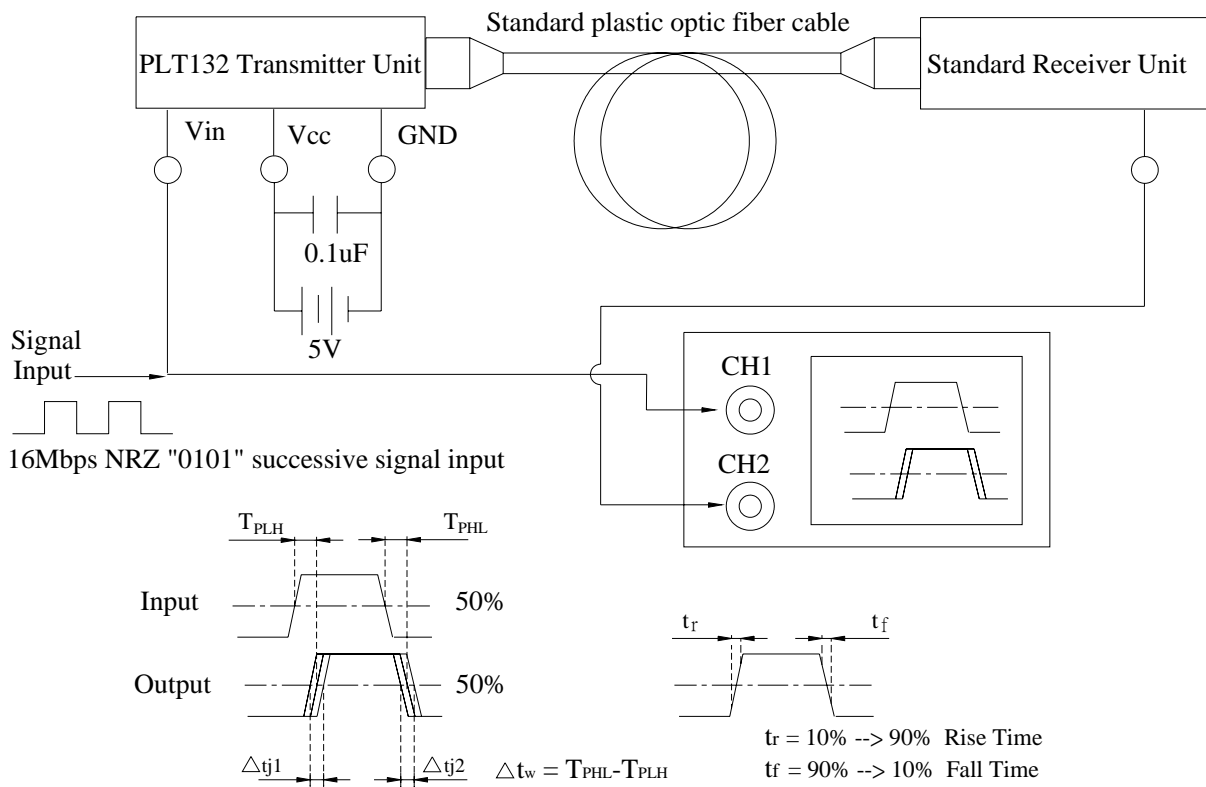 Standard plastic optic fiber cable
PLT132 Transmitter Unit
Standard Receiver Unit
Vin
Vcc
GND
0.1uF
5V
Signal
Input
CH1
CH2
16Mbps NRZ "0101" successive signal input
TPLH
TPHL
Input
50%
Output
50%
△tj1
△tj2
△tw = TPHL-TPLH
tr
tf
tr = 10% --> 90% Rise Time
tf = 90% --> 10% Fall Time